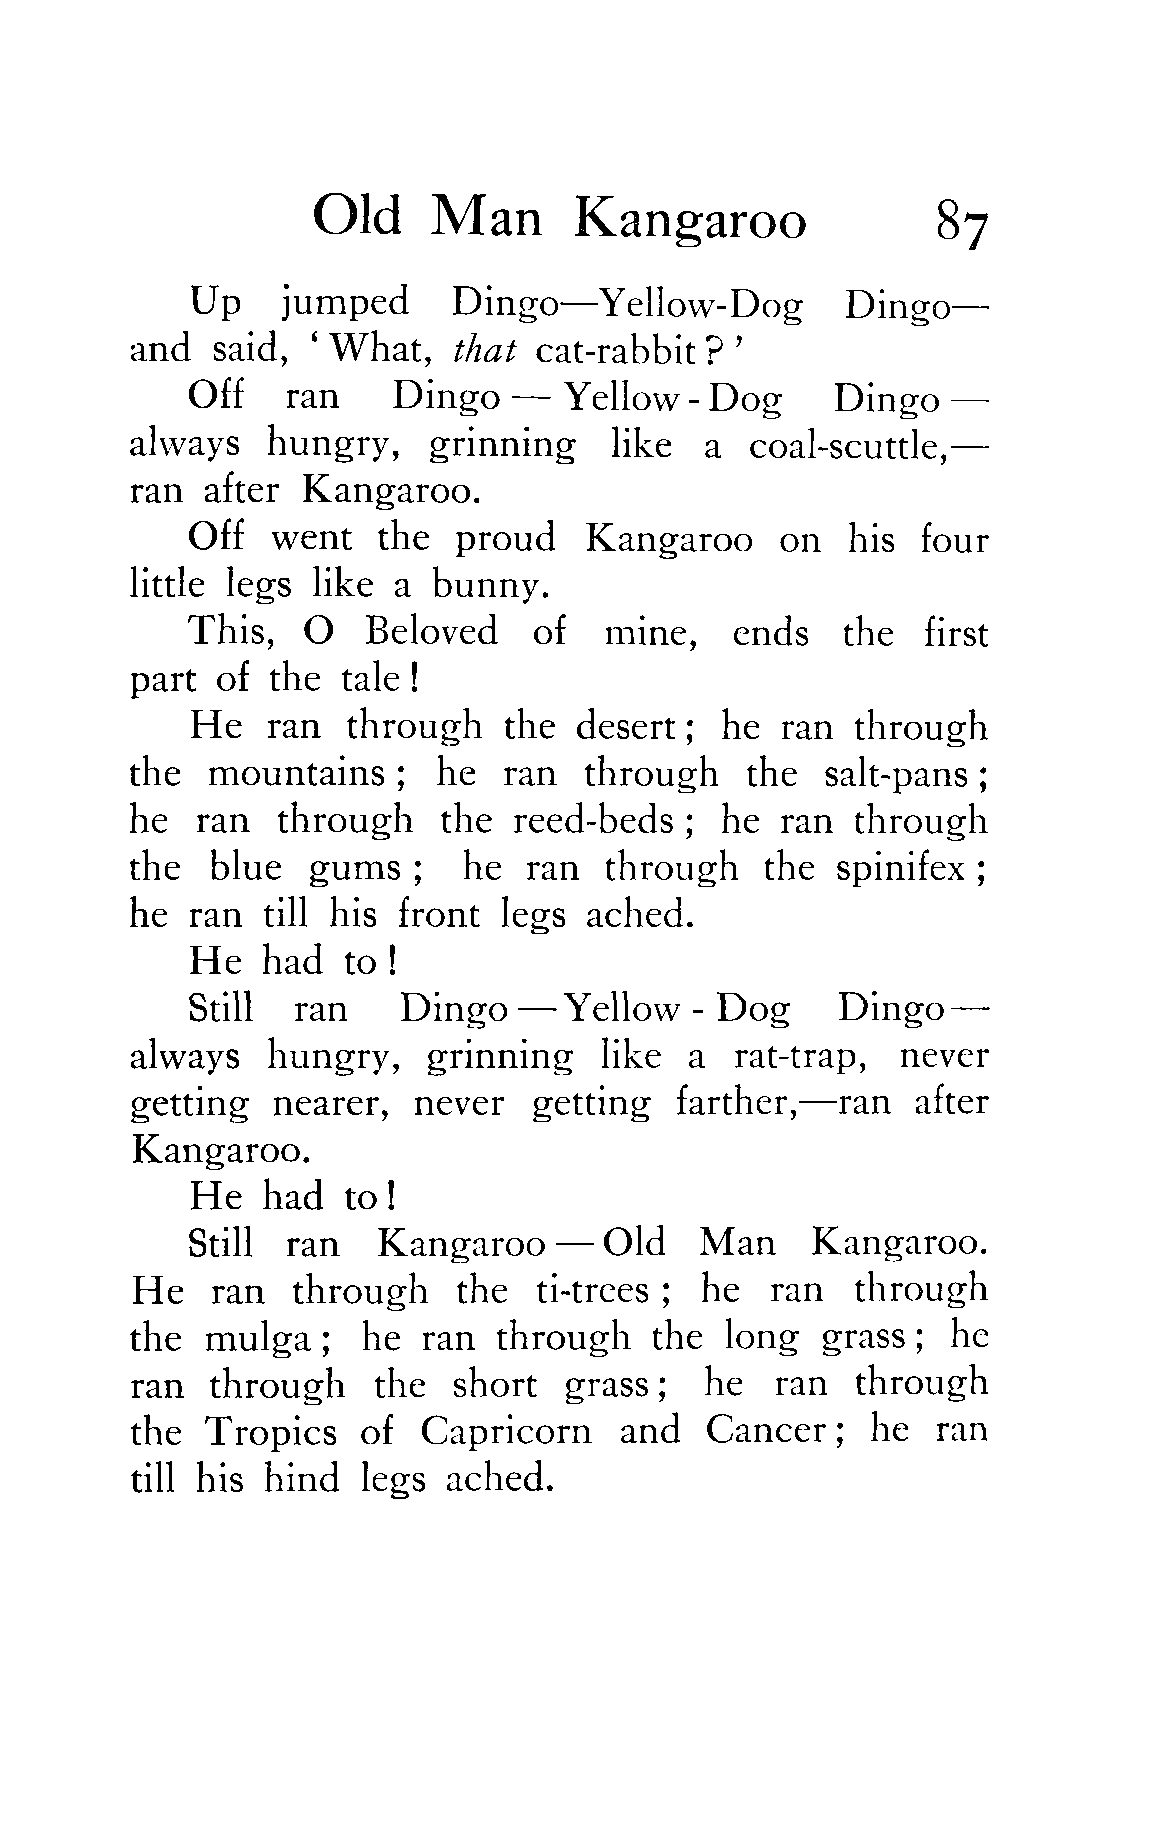 Old Man Kangaroo 87
Up jumped Dingo—Yellow-Dog Dingo—
and said, ‘ What, that cat-rabbit ? ’
Off ran Dingo — Yellow - Dog Dingo —
always hungry, grinning like a coal-scuttle,—
ran after Kangaroo.
Off went the proud Kangaroo on his four
little legs like a bunny.
This, O Beloved of mine, ends the first
part of the tale !
He ran through the desert ; he ran through
the mountains ; he ran through the salt-pans ;
he ran through the reed-beds ; he ran through
the blue gums ; he ran through the spinifex ;
he ran till his front legs ached.
He had to !
Still ran Dingo — Yellow - Dog Dingo—
always hungry, grinning like a rat-trap, never
getting nearer, never getting farther,—ran after
Kangaroo.
He had to !
Still ran Kangaroo — Old Man Kangaroo.
He ran through the ti-trees ; he ran through
the mulga ; he ran through the long grass ; he
ran through the short grass ; he ran through
the Tropics of Capricorn and Cancer ; he ran
till his hind legs ached.